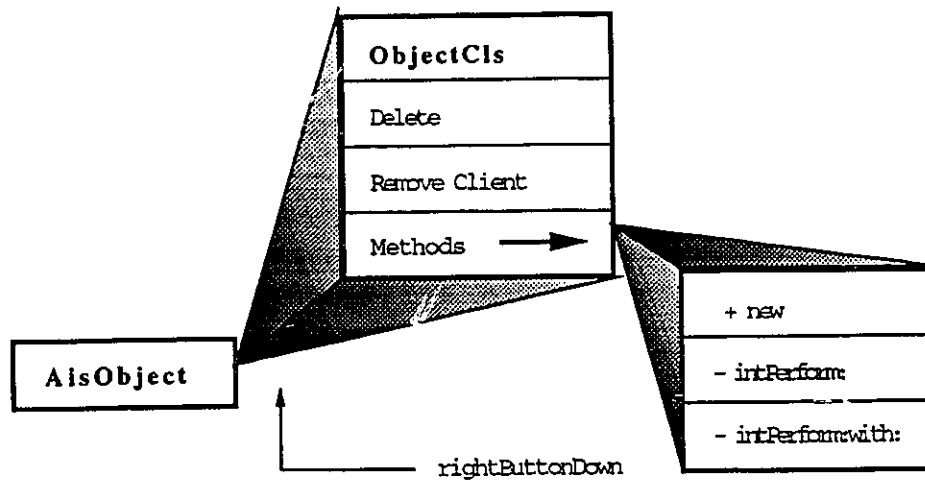 ObjectCls
Delete
Remove Client
Methods
AisObject
+ new
- intPerform:
- intPerform:with:
rightButtonDown